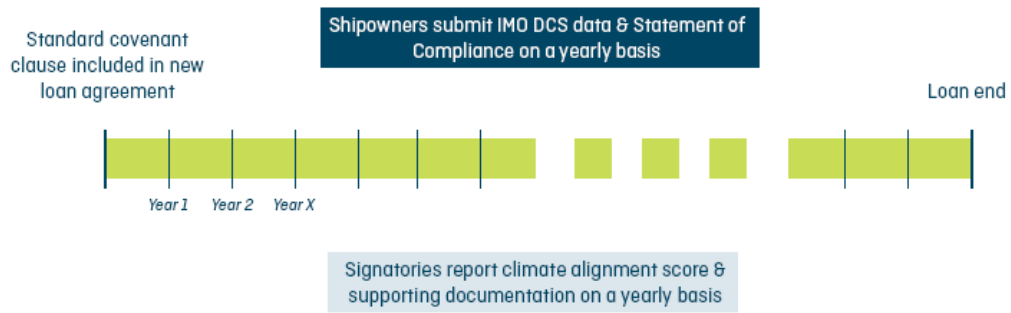 Standard covenant
clause included in new
loan agreement
Shipowners submit IMO DCS data & Statement of
Compliance on a yearly basis
Loan end
Year 1
Year 2
Year X
Signatories report climate alignment score &
supporting documentation on a yearly basis